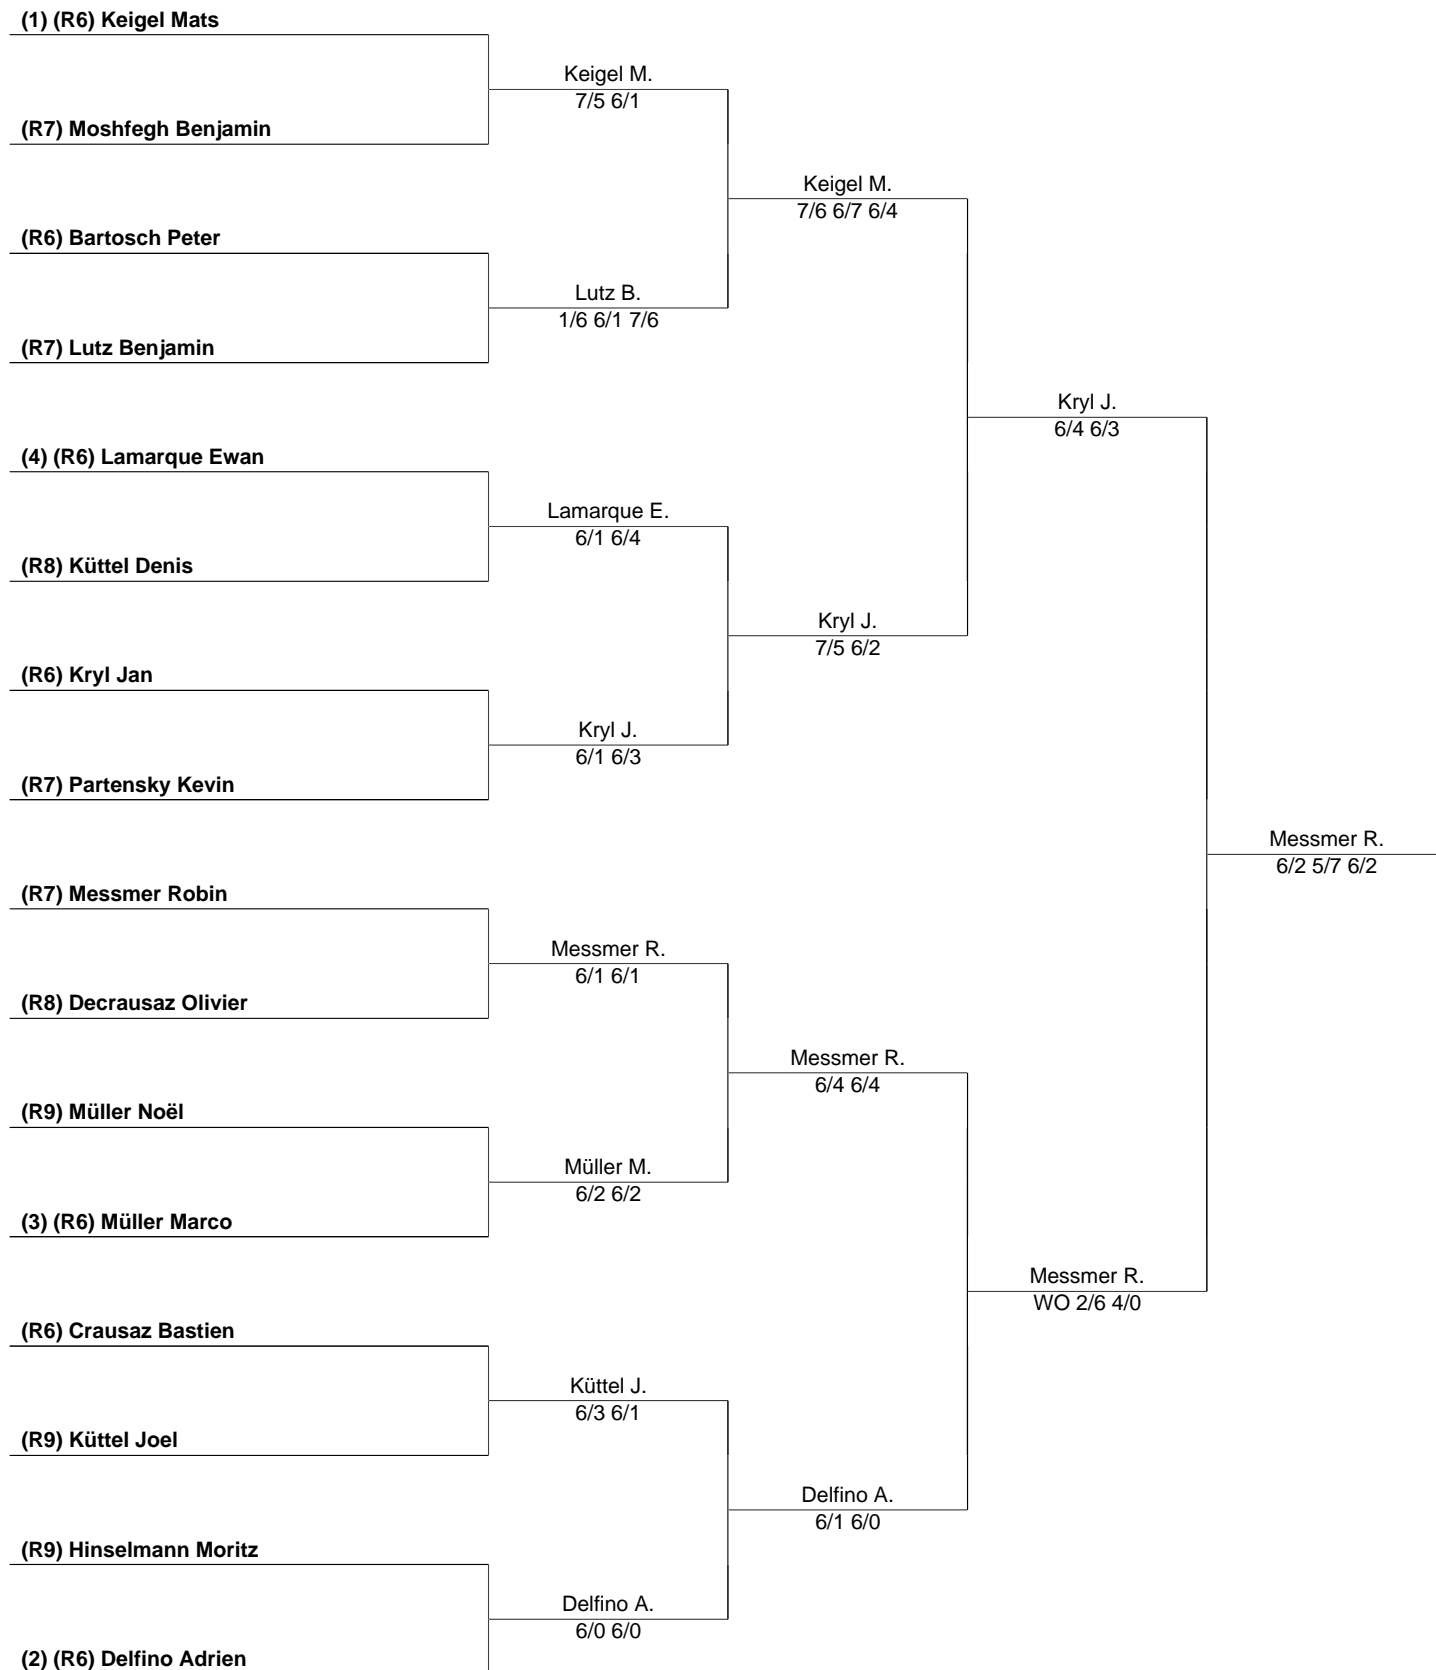 (1) (R6) Keigel Mats
Keigel M.
7/5 6/1
(R7) Moshfegh Benjamin
Keigel M.
7/6 6/7 6/4
(R6) Bartosch Peter
Lutz B.
1/6 6/1 7/6
(R7) Lutz Benjamin
Kryl J.
6/4 6/3
(4) (R6) Lamarque Ewan
Lamarque E.
6/1 6/4
(R8) Küttel Denis
Kryl J.
7/5 6/2
(R6) Kryl Jan
Kryl J.
6/1 6/3
(R7) Partensky Kevin
Messmer R.
6/2 5/7 6/2
(R7) Messmer Robin
Messmer R.
6/1 6/1
(R8) Decrausaz Olivier
Messmer R.
6/4 6/4
(R9) Müller Noël
Müller M.
6/2 6/2
(3) (R6) Müller Marco
Messmer R.
WO 2/6 4/0
(R6) Crausaz Bastien
Küttel J.
6/3 6/1
(R9) Küttel Joel
Delfino A.
6/1 6/0
(R9) Hinselmann Moritz
Delfino A.
6/0 6/0
(2) (R6) Delfino Adrien